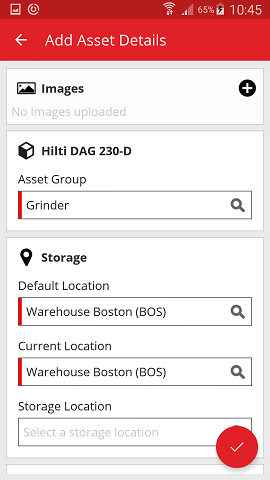 65% 10:45
Add Asset Details
Images
No Images uploaded
Hilti DAG 230-D
Asset Group
Grinder
Storage
Default Location
Warehouse Boston (BOS)
Current Location
Warehouse Boston (BOS)
Storage Location
Select a storage location